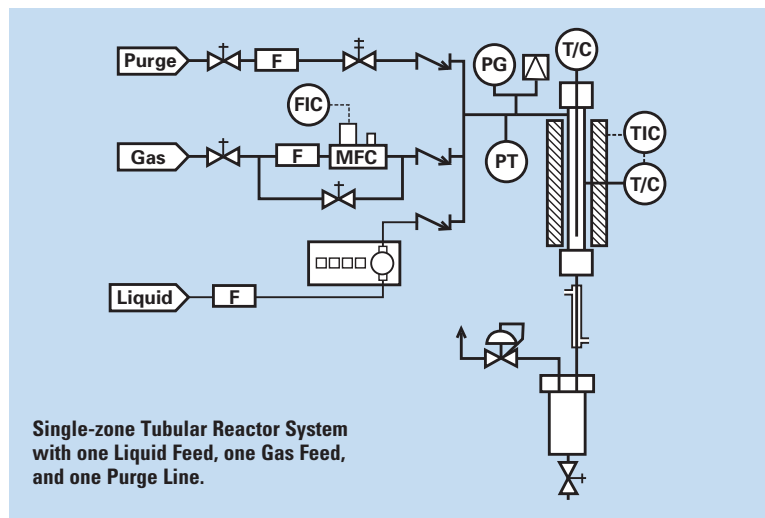 Purge
F
PG
T/C
FIC
Gas
F
MFC
PT
TIC
T/C
Liquid
F
Single-zone Tubular Reactor System
with one Liquid Feed, one Gas Feed,
and one Purge Line.